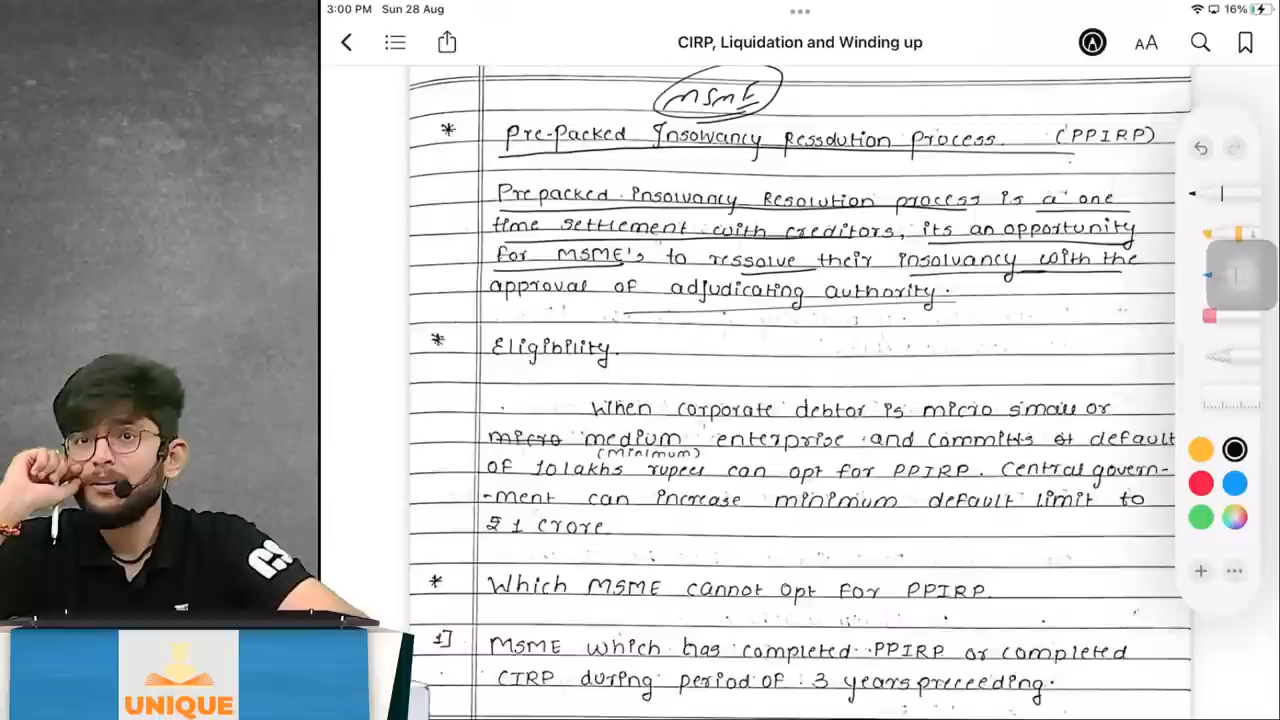 3:00 PM Sun 28 Aug
16%
CIRP, Liquidation and Winding up
AA
MSME
* Pre-Packed Insolvancy Ressolution Process. (PPIRP)
Prepacked insolvancy Resolution process is a one
time settlement with creditors, its an opportunity
for MSME's to ressolve their insolvancy with the
approval of adjudicating authority.
* Eligibility.
When corporate debtor is micro small or
micro medium enterprise and commits a default
(minimum)
of 10 lakhs rupees can opt for PPIRP. Central govern-
-ment can increase minimum default limit to
₹ 1 crore
* Which MSME cannot opt for PPIRP.
1] MSME which has completed PPIRP or completed
CIRP during period of 3 years preceeding.
UNIQUE